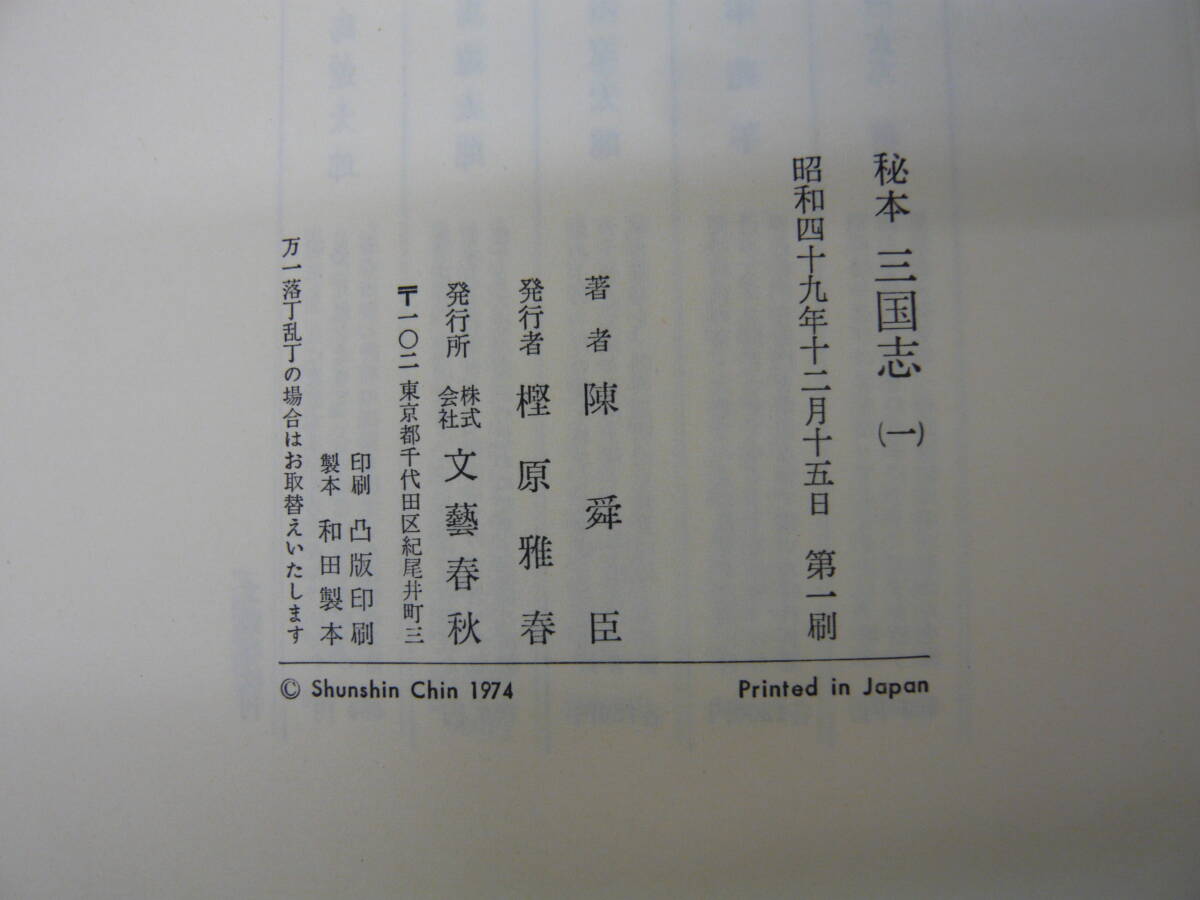 秘本 三国志 (一)
昭和四十九年十二月十五日 第一刷
著者 陳舜臣
発行者 樫原雅春
発行所 株式会社 文藝春秋
〒一〇二 東京都千代田区紀尾井町三
印刷 凸版印刷
製本 和田製本
万一落丁乱丁の場合はお取替えいたします
© Shunshin Chin 1974
Printed in Japan